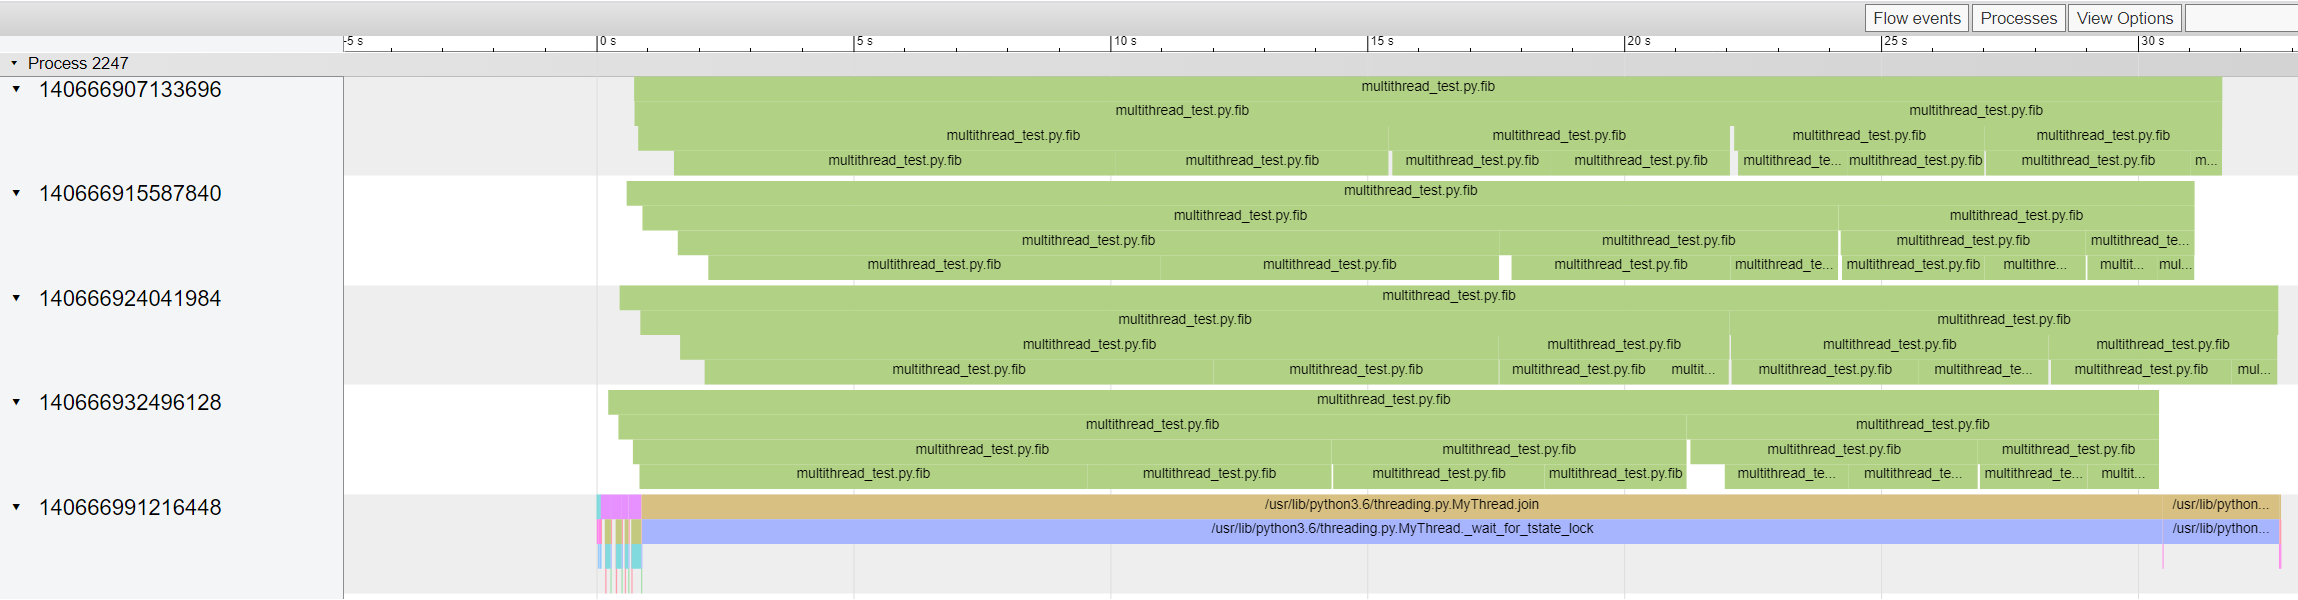 Flow events Processes View Options
-5 s 0 s 5 s 10 s 15 s 20 s 25 s 30 s
Process 2247
140666907133696
multithread_test.py.fib
multithread_test.py.fib multithread_test.py.fib
multithread_test.py.fib multithread_test.py.fib multithread_test.py.fib multithread_test.py.fib
multithread_test.py.fib multithread_test.py.fib multithread_test.py.fib multithread_test.py.fib multithread_te... multithread_test.py.fib multithread_test.py.fib m...
140666915587840
multithread_test.py.fib
multithread_test.py.fib multithread_test.py.fib
multithread_test.py.fib multithread_test.py.fib multithread_test.py.fib multithread_te...
multithread_test.py.fib multithread_test.py.fib multithread_test.py.fib multithread_te... multithread_test.py.fib multithre... multit... mul...
140666924041984
multithread_test.py.fib
multithread_test.py.fib multithread_test.py.fib
multithread_test.py.fib multithread_test.py.fib multithread_test.py.fib multithread_test.py.fib
multithread_test.py.fib multithread_test.py.fib multithread_test.py.fib multit... multithread_test.py.fib multithread_te... multithread_test.py.fib mul...
140666932496128
multithread_test.py.fib
multithread_test.py.fib multithread_test.py.fib
multithread_test.py.fib multithread_test.py.fib multithread_test.py.fib multithread_test.py.fib
multithread_test.py.fib multithread_test.py.fib multithread_test.py.fib multithread_test.py.fib multithread_te... multithread_te... multithread_te... multit...
140666991216448
/usr/lib/python3.6/threading.py.MyThread.join /usr/lib/python...
/usr/lib/python3.6/threading.py.MyThread._wait_for_tstate_lock /usr/lib/python...